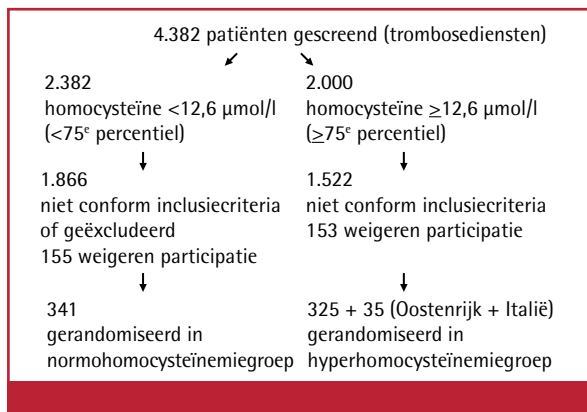 4.382 patiënten gescreend (trombosediensten)
2.382
homocysteïne <12,6 µmol/l
(<75e percentiel)
2.000
homocysteïne ≥12,6 µmol/l
(≥75e percentiel)
1.866
niet conform inclusiecriteria
of geëxcludeerd
155 weigeren participatie
1.522
niet conform inclusiecriteria
153 weigeren participatie
341
gerandomiseerd in
normohomocysteïnemiegroep
325 + 35 (Oostenrijk + Italië)
gerandomiseerd in
hyperhomocysteïnemiegroep